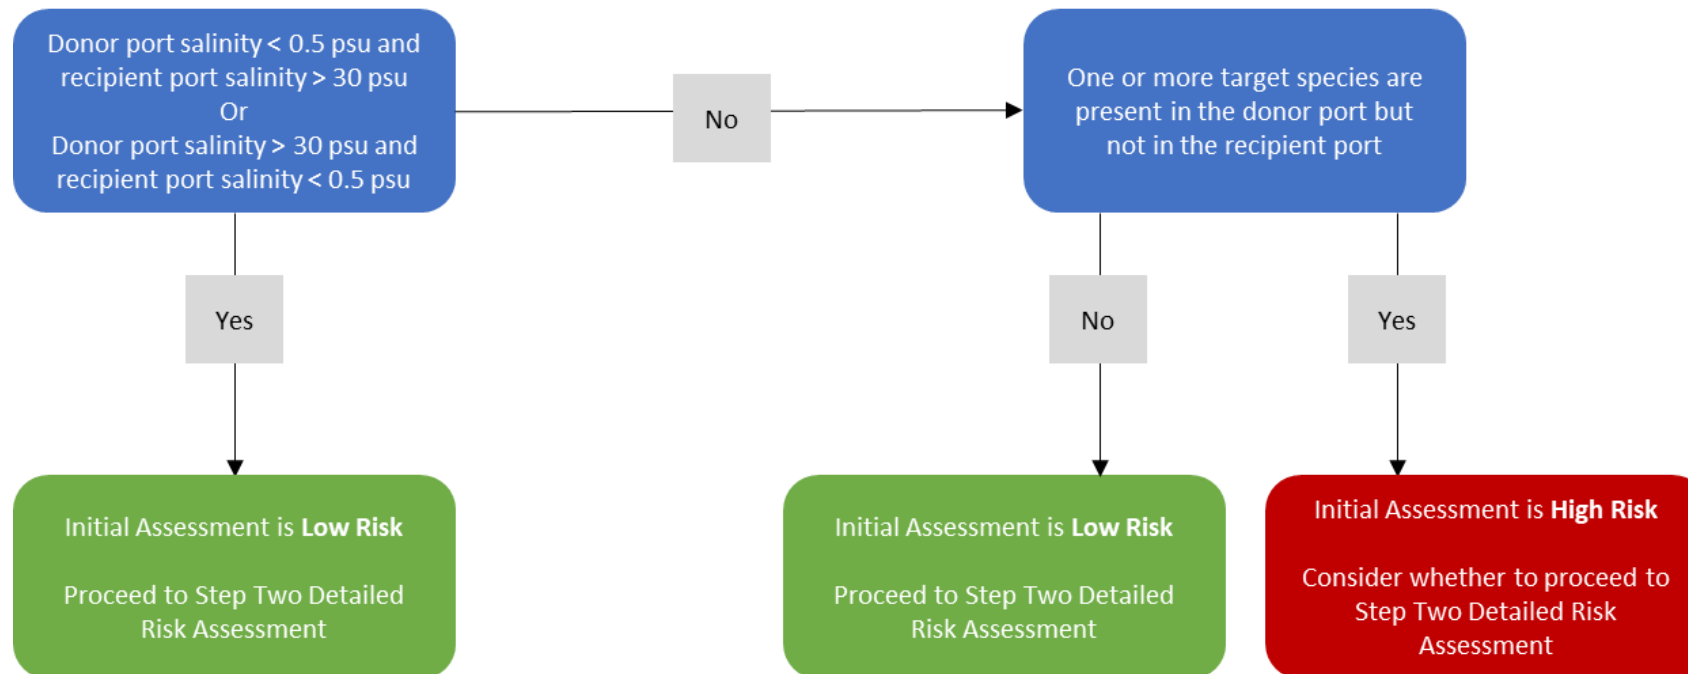 Donor port salinity < 0.5 psu and
recipient port salinity > 30 psu
Or
Donor port salinity > 30 psu and
recipient port salinity < 0.5 psu
No
One or more target species are
present in the donor port but
not in the recipient port
Yes
No
Yes
Initial Assessment is Low Risk
Proceed to Step Two Detailed
Risk Assessment
Initial Assessment is Low Risk
Proceed to Step Two Detailed
Risk Assessment
Initial Assessment is High Risk
Consider whether to proceed to
Step Two Detailed Risk
Assessment